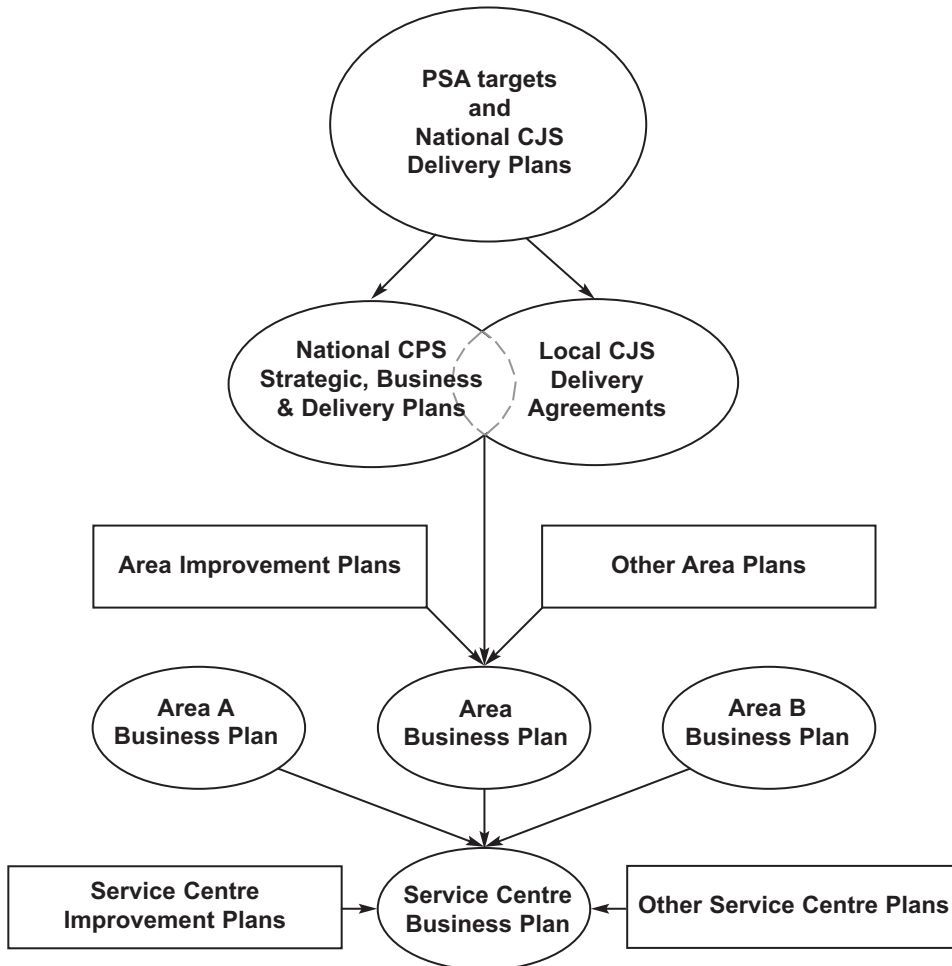 PSA targets
and
National CJS
Delivery Plans
National CPS
Strategic, Business
& Delivery Plans
Local CJS
Delivery
Agreements
Area Improvement Plans
Other Area Plans
Area A
Business Plan
Area
Business Plan
Area B
Business Plan
Service Centre
Improvement Plans
Service Centre
Business Plan
Other Service Centre Plans